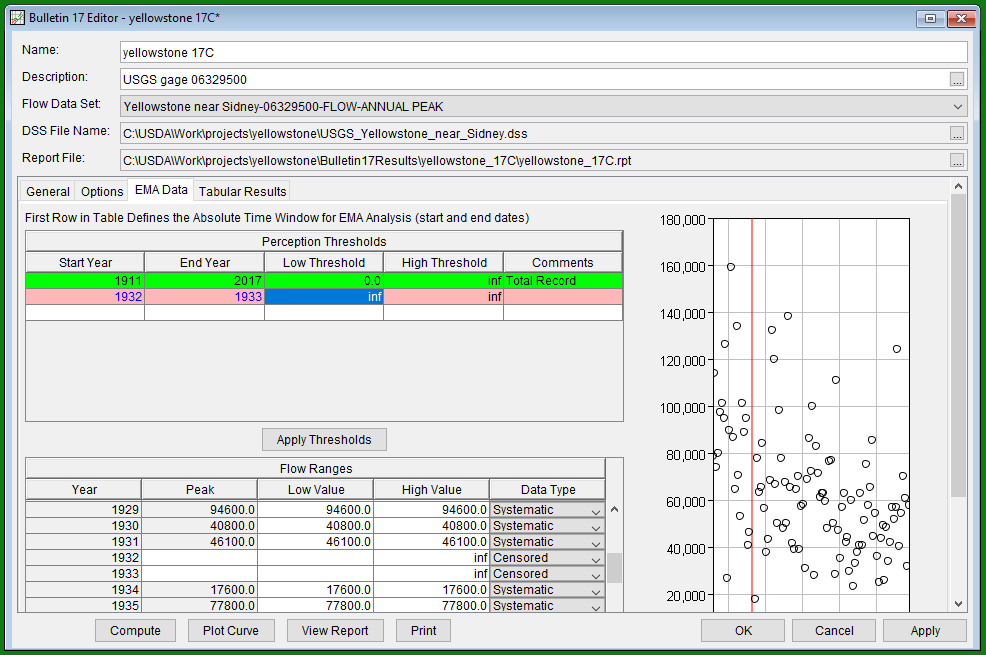 Bulletin 17 Editor - yellowstone 17C*
Name: yellowstone 17C
Description: USGS gage 06329500 ...
Flow Data Set: Yellowstone near Sidney-06329500-FLOW-ANNUAL PEAK
DSS File Name: C:\USDA\Work\projects\yellowstone\USGS_Yellowstone_near_Sidney.dss ...
Report File: C:\USDA\Work\projects\yellowstone\Bulletin17Results\yellowstone_17C\yellowstone_17C.rpt ...
General Options EMA Data Tabular Results
First Row in Table Defines the Absolute Time Window for EMA Analysis (start and end dates)
Perception Thresholds
Start Year End Year Low Threshold High Threshold Comments
1911 2017 0.0 inf Total Record
1932 1933 inf inf
Apply Thresholds
Flow Ranges
Year Peak Low Value High Value Data Type
1929 94600.0 94600.0 94600.0 Systematic
1930 40800.0 40800.0 40800.0 Systematic
1931 46100.0 46100.0 46100.0 Systematic
1932 inf Censored
1933 inf Censored
1934 17600.0 17600.0 17600.0 Systematic
1935 77800.0 77800.0 77800.0 Systematic
180,000
160,000
140,000
120,000
100,000
80,000
60,000
40,000
20,000
Compute Plot Curve View Report Print OK Cancel Apply